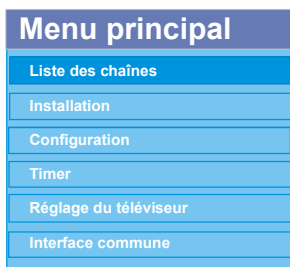 Menu principal
Liste des chaînes
Installation
Configuration
Timer
Réglage du téléviseur
Interface commune